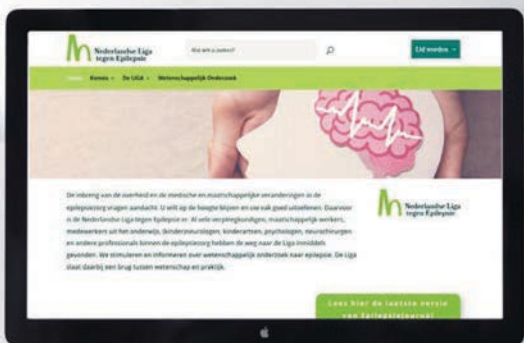 Nederlandse Liga
tegen Epilepsie
Wat wilt u zoeken?
Lid worden
Home Kennis De LIGA Wetenschappelijk Onderzoek
De inbreng van de overheid en de medische en maatschappelijke veranderingen in de
epilepsiezorg vragen aandacht. U wilt op de hoogte blijven en uw vak goed uitoefenen. Daarvoor
is de Nederlandse Liga tegen Epilepsie er. Al vele verpleegkundigen, maatschappelijk werkers,
medewerkers uit het onderwijs, (kinder)neurologen, kinderartsen, psychologen, neurochirurgen
en andere professionals binnen de epilepsiezorg hebben de weg naar de Liga inmiddels
gevonden. We stimuleren en informeren over wetenschappelijk onderzoek naar epilepsie. De Liga
slaat daarbij een brug tussen wetenschap en praktijk.
Nederlandse Liga
tegen Epilepsie
Lees hier de laatste versie
van Epilepsiejournal